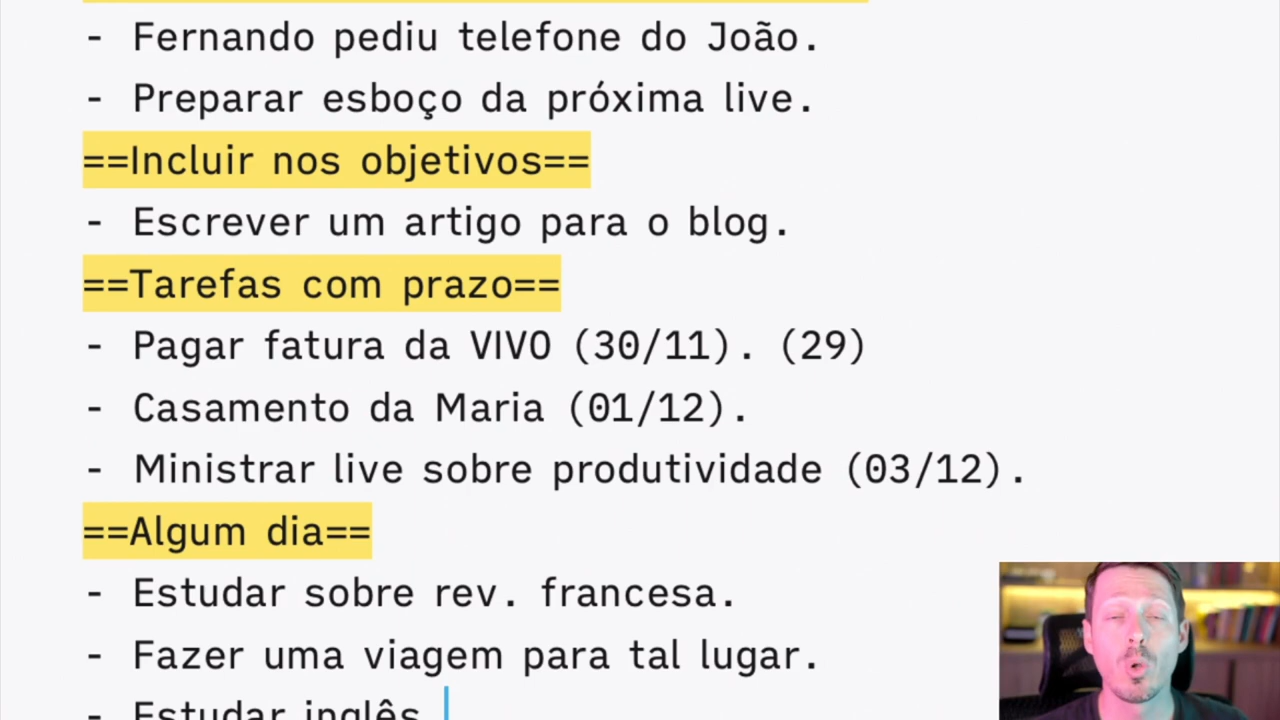 - Fernando pediu telefone do João.
- Preparar esboço da próxima live.
==Incluir nos objetivos==
- Escrever um artigo para o blog.
==Tarefas com prazo==
- Pagar fatura da VIVO (30/11). (29)
- Casamento da Maria (01/12).
- Ministrar live sobre produtividade (03/12).
==Algum dia==
- Estudar sobre rev. francesa.
- Fazer uma viagem para tal lugar.
- Estudar inglês